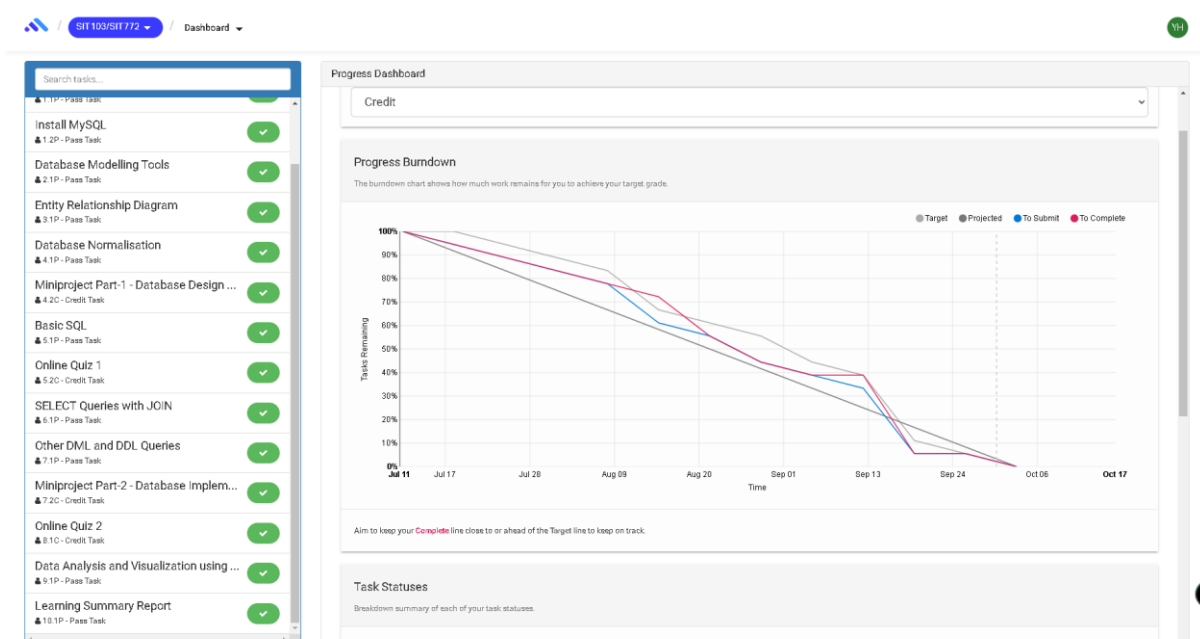 / SIT103/SIT772 / Dashboard
YH
Search tasks...
1.1P - Pass Task
Install MySQL
1.2P - Pass Task
Database Modelling Tools
2.1P - Pass Task
Entity Relationship Diagram
3.1P - Pass Task
Database Normalisation
4.1P - Pass Task
Miniproject Part-1 - Database Design ...
4.2C - Credit Task
Basic SQL
5.1P - Pass Task
Online Quiz 1
5.2C - Credit Task
SELECT Queries with JOIN
6.1P - Pass Task
Other DML and DDL Queries
7.1P - Pass Task
Miniproject Part-2 - Database Implem...
7.2C - Credit Task
Online Quiz 2
8.1C - Credit Task
Data Analysis and Visualization using ...
9.1P - Pass Task
Learning Summary Report
10.1P - Pass Task
Progress Dashboard
Credit
Progress Burndown
The burndown chart shows how much work remains for you to achieve your target grade.
Target Projected To Submit To Complete
100%
90%
80%
70%
60%
50%
40%
30%
20%
10%
0%
Tasks Remaining
Jul 11 Jul 17 Jul 28 Aug 09 Aug 20 Sep 01 Sep 13 Sep 24 Oct 06 Oct 17
Time
Aim to keep your Complete line close to or ahead of the Target line to keep on track.
Task Statuses
Breakdown summary of each of your task statuses.